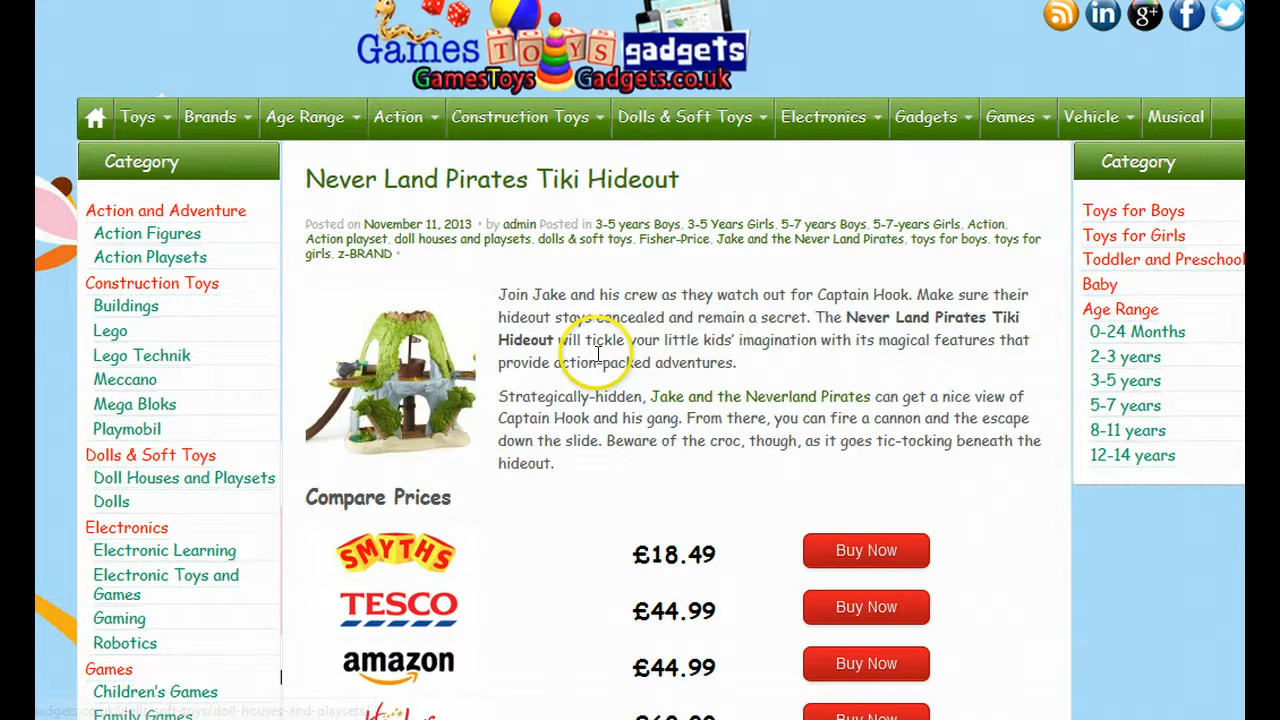 Games TOYS gadgets
GamesToys Gadgets.co.uk
Toys Brands Age Range Action Construction Toys Dolls & Soft Toys Electronics Gadgets Games Vehicle Musical
Category
Action and Adventure
Action Figures
Action Playsets
Construction Toys
Buildings
Lego
Lego Technik
Meccano
Mega Bloks
Playmobil
Dolls & Soft Toys
Doll Houses and Playsets
Dolls
Electronics
Electronic Learning
Electronic Toys and
Games
Gaming
Robotics
Games
Children's Games
Family Games
Never Land Pirates Tiki Hideout
Posted on November 11, 2013 • by admin Posted in 3-5 years Boys, 3-5 Years Girls, 5-7 years Boys, 5-7-years Girls, Action,
Action playset, doll houses and playsets, dolls & soft toys, Fisher-Price, Jake and the Never Land Pirates, toys for boys, toys for
girls, z-BRAND •
Join Jake and his crew as they watch out for Captain Hook. Make sure their
hideout stays concealed and remain a secret. The Never Land Pirates Tiki
Hideout will tickle your little kids' imagination with its magical features that
provide action-packed adventures.
Strategically-hidden, Jake and the Neverland Pirates can get a nice view of
Captain Hook and his gang. From there, you can fire a cannon and the escape
down the slide. Beware of the croc, though, as it goes tic-tocking beneath the
hideout.
Compare Prices
SMYTHS £18.49 Buy Now
TESCO £44.99 Buy Now
amazon £44.99 Buy Now
Buy Now
Category
Toys for Boys
Toys for Girls
Toddler and Preschool
Baby
Age Range
0-24 Months
2-3 years
3-5 years
5-7 years
8-11 years
12-14 years